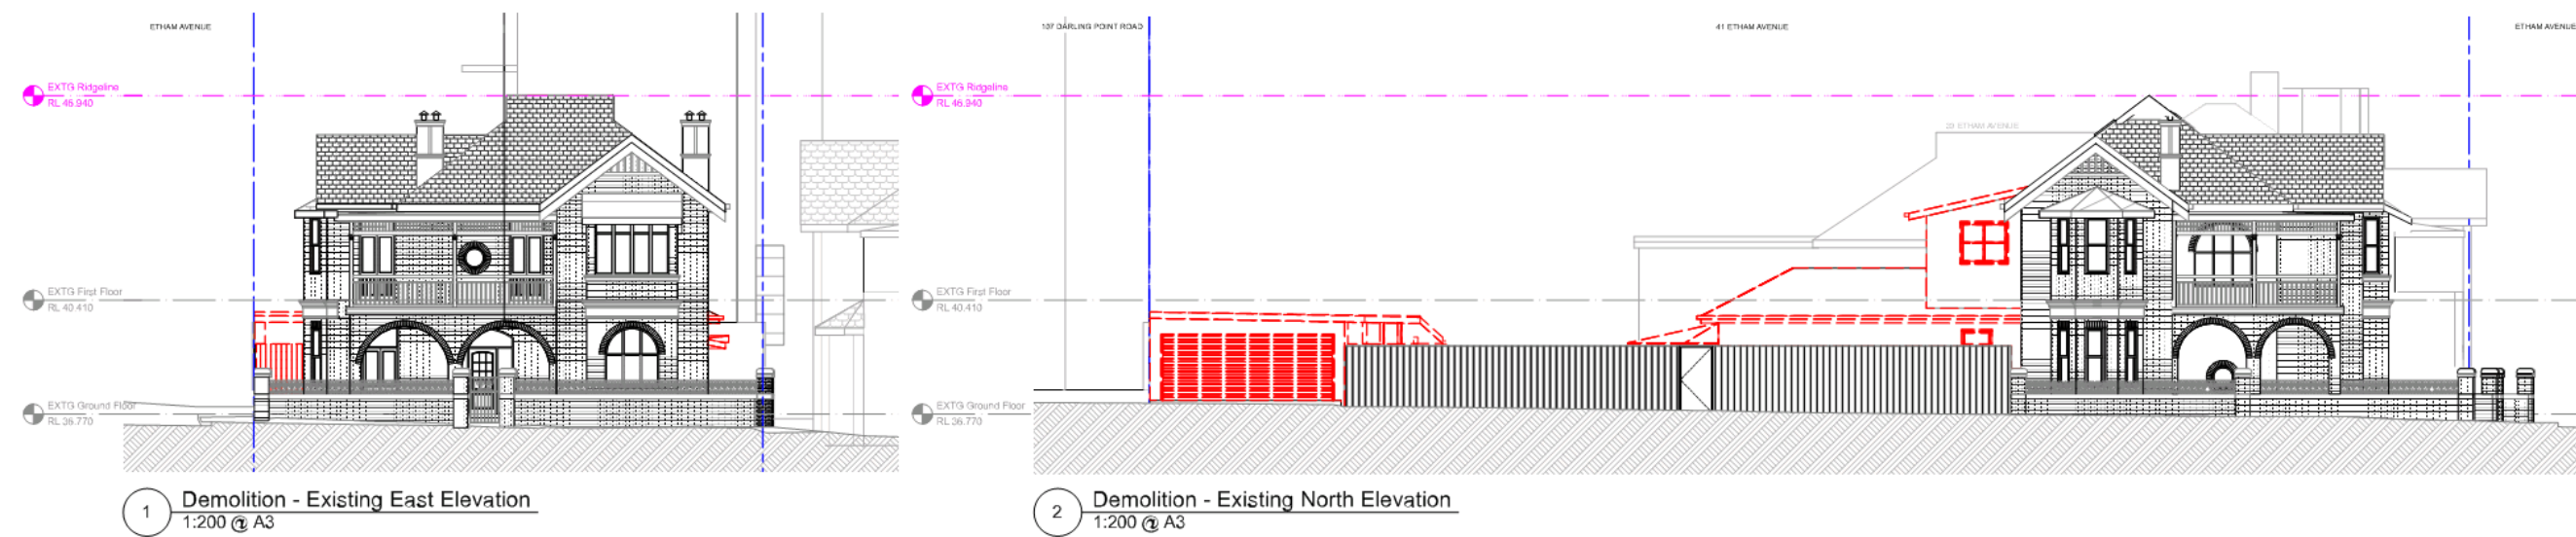 ETHAM AVENUE
EXTG Ridgeline
RL 46.940
EXTG First Floor
RL 40.410
EXTG Ground Floor
RL 36.770
1
Demolition - Existing East Elevation
1:200 @ A3
107 DARLING POINT ROAD
41 ETHAM AVENUE
ETHAM AVENUE
EXTG Ridgeline
RL 46.940
ETHAM AVENUE
EXTG First Floor
RL 40.410
EXTG Ground Floor
RL 36.770
2
Demolition - Existing North Elevation
1:200 @ A3